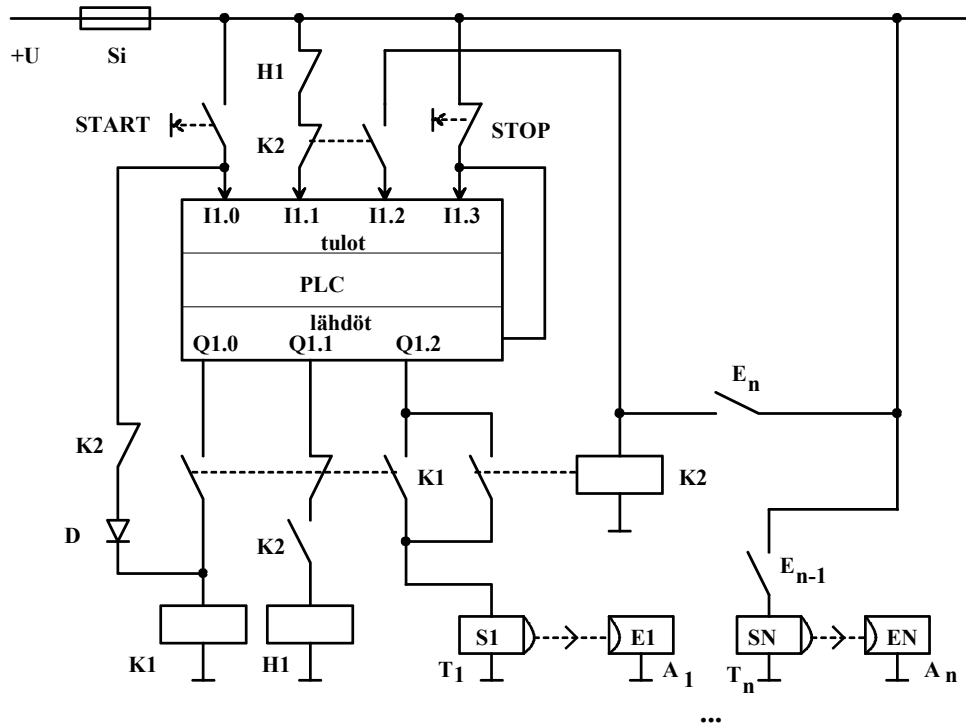 +U
Si
H1
START
K2
STOP
I1.0 I1.1 I1.2 I1.3
tulot
PLC
lähdöt
Q1.0 Q1.1 Q1.2
En
K2
K1
K2
D
K2
En-1
S1
E1
SN
EN
K1
H1
T1
A1
Tn
An
...